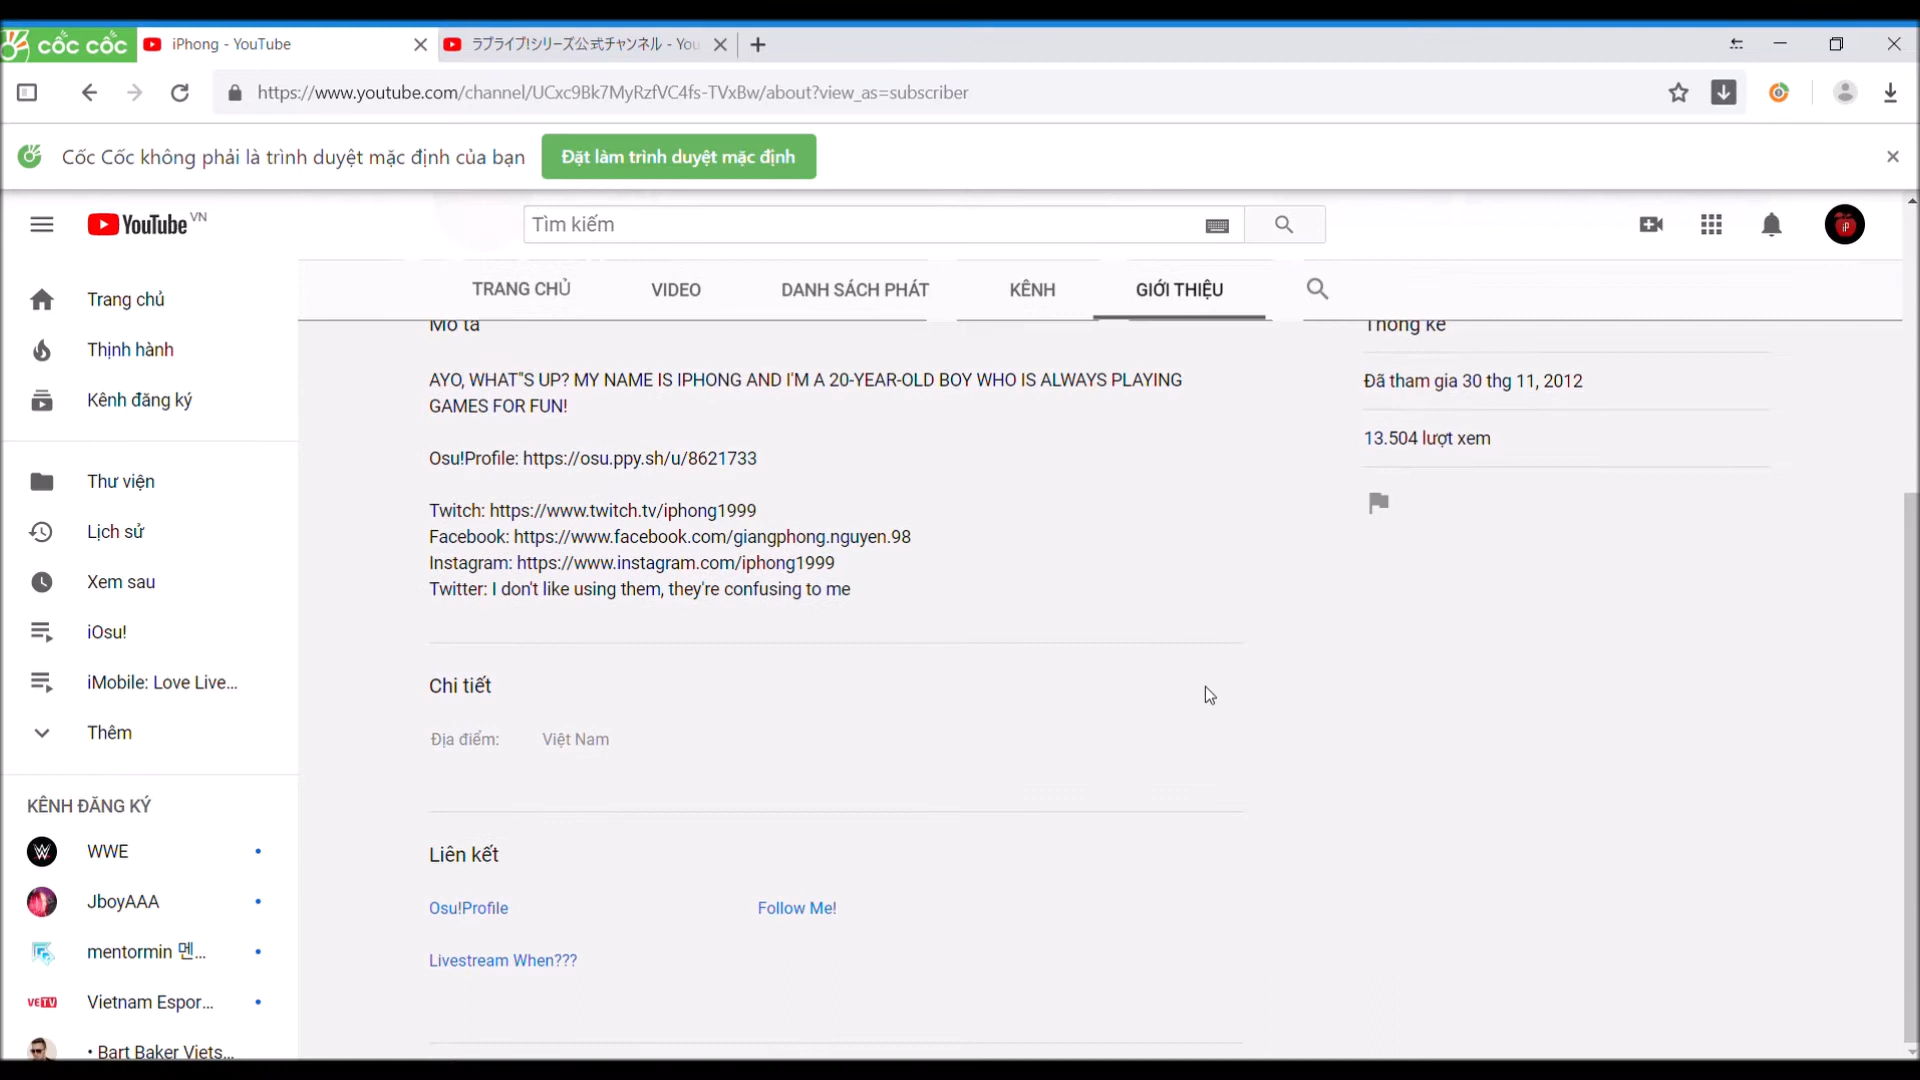 cốc cốc
iPhong - YouTube
ラブライブ!シリーズ公式チャンネル - You
https://www.youtube.com/channel/UCxc9Bk7MyRzfVC4fs-TVxBw/about?view_as=subscriber
Cốc Cốc không phải là trình duyệt mặc định của bạn
Đặt làm trình duyệt mặc định
YouTube VN
Tìm kiếm
iP
TRANG CHỦ
VIDEO
DANH SÁCH PHÁT
KÊNH
GIỚI THIỆU
Trang chủ
Thịnh hành
Kênh đăng ký
Thư viện
Lịch sử
Xem sau
iOsu!
iMobile: Love Live...
Thêm
KÊNH ĐĂNG KÝ
WWE
JboyAAA
mentormin 멘...
VETV
Vietnam Espor...
• Bart Baker Viets...
Mô tả
AYO, WHAT"S UP? MY NAME IS IPHONG AND I'M A 20-YEAR-OLD BOY WHO IS ALWAYS PLAYING
GAMES FOR FUN!
Osu!Profile: https://osu.ppy.sh/u/8621733
Twitch: https://www.twitch.tv/iphong1999
Facebook: https://www.facebook.com/giangphong.nguyen.98
Instagram: https://www.instagram.com/iphong1999
Twitter: I don't like using them, they're confusing to me
Chi tiết
Địa điểm: Việt Nam
Liên kết
Osu!Profile
Follow Me!
Livestream When???
Thống kê
Đã tham gia 30 thg 11, 2012
13.504 lượt xem